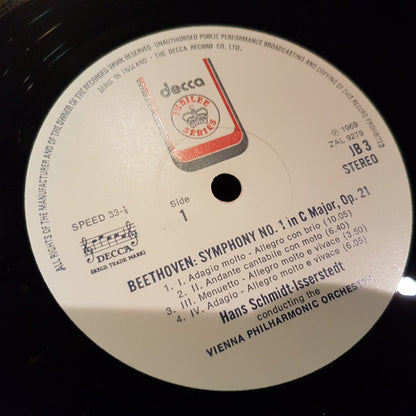 ALL RIGHTS OF THE MANUFACTURER AND OF THE OWNER OF THE RECORDED WORK RESERVED. UNAUTHORISED PUBLIC PERFORMANCE BROADCASTING AND COPYING OF THIS RECORD PROHIBITED
MADE IN ENGLAND, © THE DECCA RECORD CO. LTD.
decca
JUBILEE
SERIES
Side
1
SPEED 33⅓
DECCA
(REGD TRADE MARK)
℗ 1969
ZAL 9279
JB 3
STEREO
BEETHOVEN: SYMPHONY NO. 1 in C Major, Op. 21
1. I. Adagio molto - Allegro con brio (10.05)
2. II. Andante cantabile con moto (6.40)
3. III. Menuetto - Allegro molto e vivace (3.50)
4. IV. Adagio - Allegro molto e vivace (6.05)
Hans Schmidt-Isserstedt
conducting the
VIENNA PHILHARMONIC ORCHESTRA